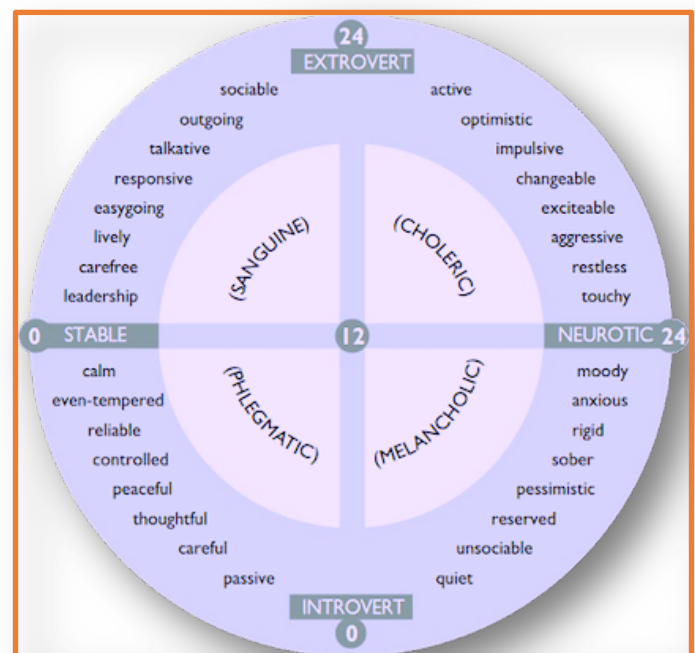 24
EXTROVERT
sociable
active
outgoing
optimistic
talkative
impulsive
responsive
changeable
easygoing
exciteable
lively
aggressive
carefree
restless
leadership
touchy
(SANGUINE)
(CHOLERIC)
0 STABLE
12
NEUROTIC 24
(PHLEGMATIC)
(MELANCHOLIC)
calm
moody
even-tempered
anxious
reliable
rigid
controlled
sober
peaceful
pessimistic
thoughtful
reserved
careful
unsociable
passive
quiet
INTROVERT
0